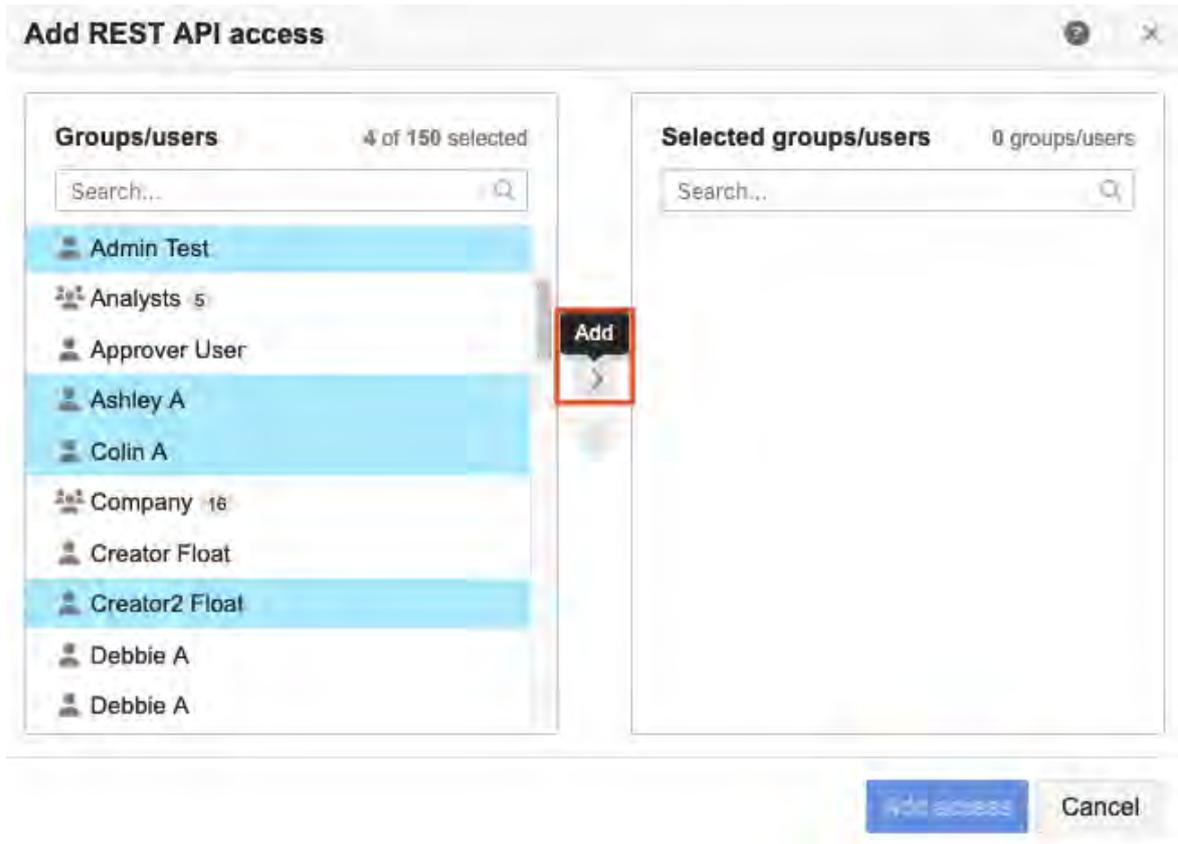 Add REST API access
Groups/users 4 of 150 selected
Search...
Admin Test
Analysts 5
Approver User
Ashley A
Colin A
Company 16
Creator Float
Creator2 Float
Debbie A
Debbie A
Add
Selected groups/users 0 groups/users
Search...
Add access Cancel